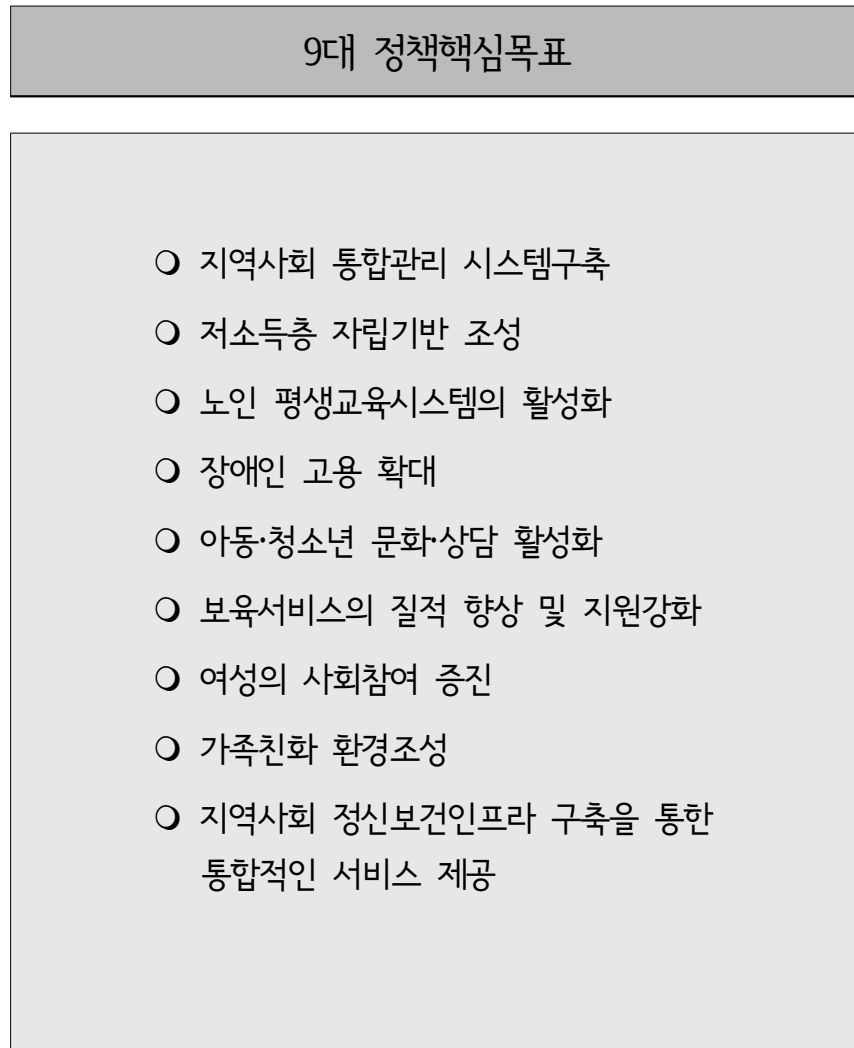 9대 정책핵심목표
❍ 지역사회 통합관리 시스템구축
❍ 저소득층 자립기반 조성
❍ 노인 평생교육시스템의 활성화
❍ 장애인 고용 확대
❍ 아동·청소년 문화·상담 활성화
❍ 보육서비스의 질적 향상 및 지원강화
❍ 여성의 사회참여 증진
❍ 가족친화 환경조성
❍ 지역사회 정신보건인프라 구축을 통한
통합적인 서비스 제공